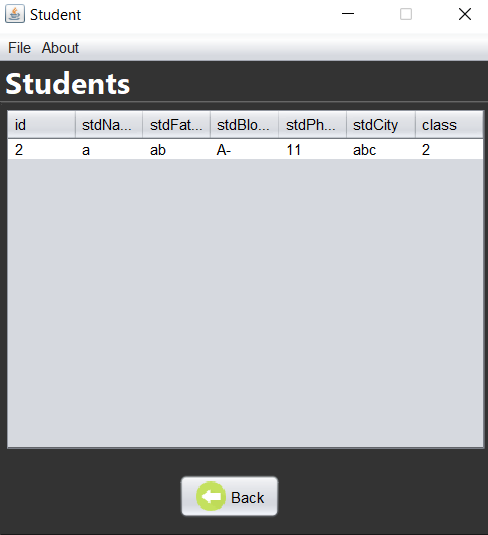 Student
File About
Students
id stdNa... stdFat... stdBlo... stdPh... stdCity class
2 a ab A- 11 abc 2
Back